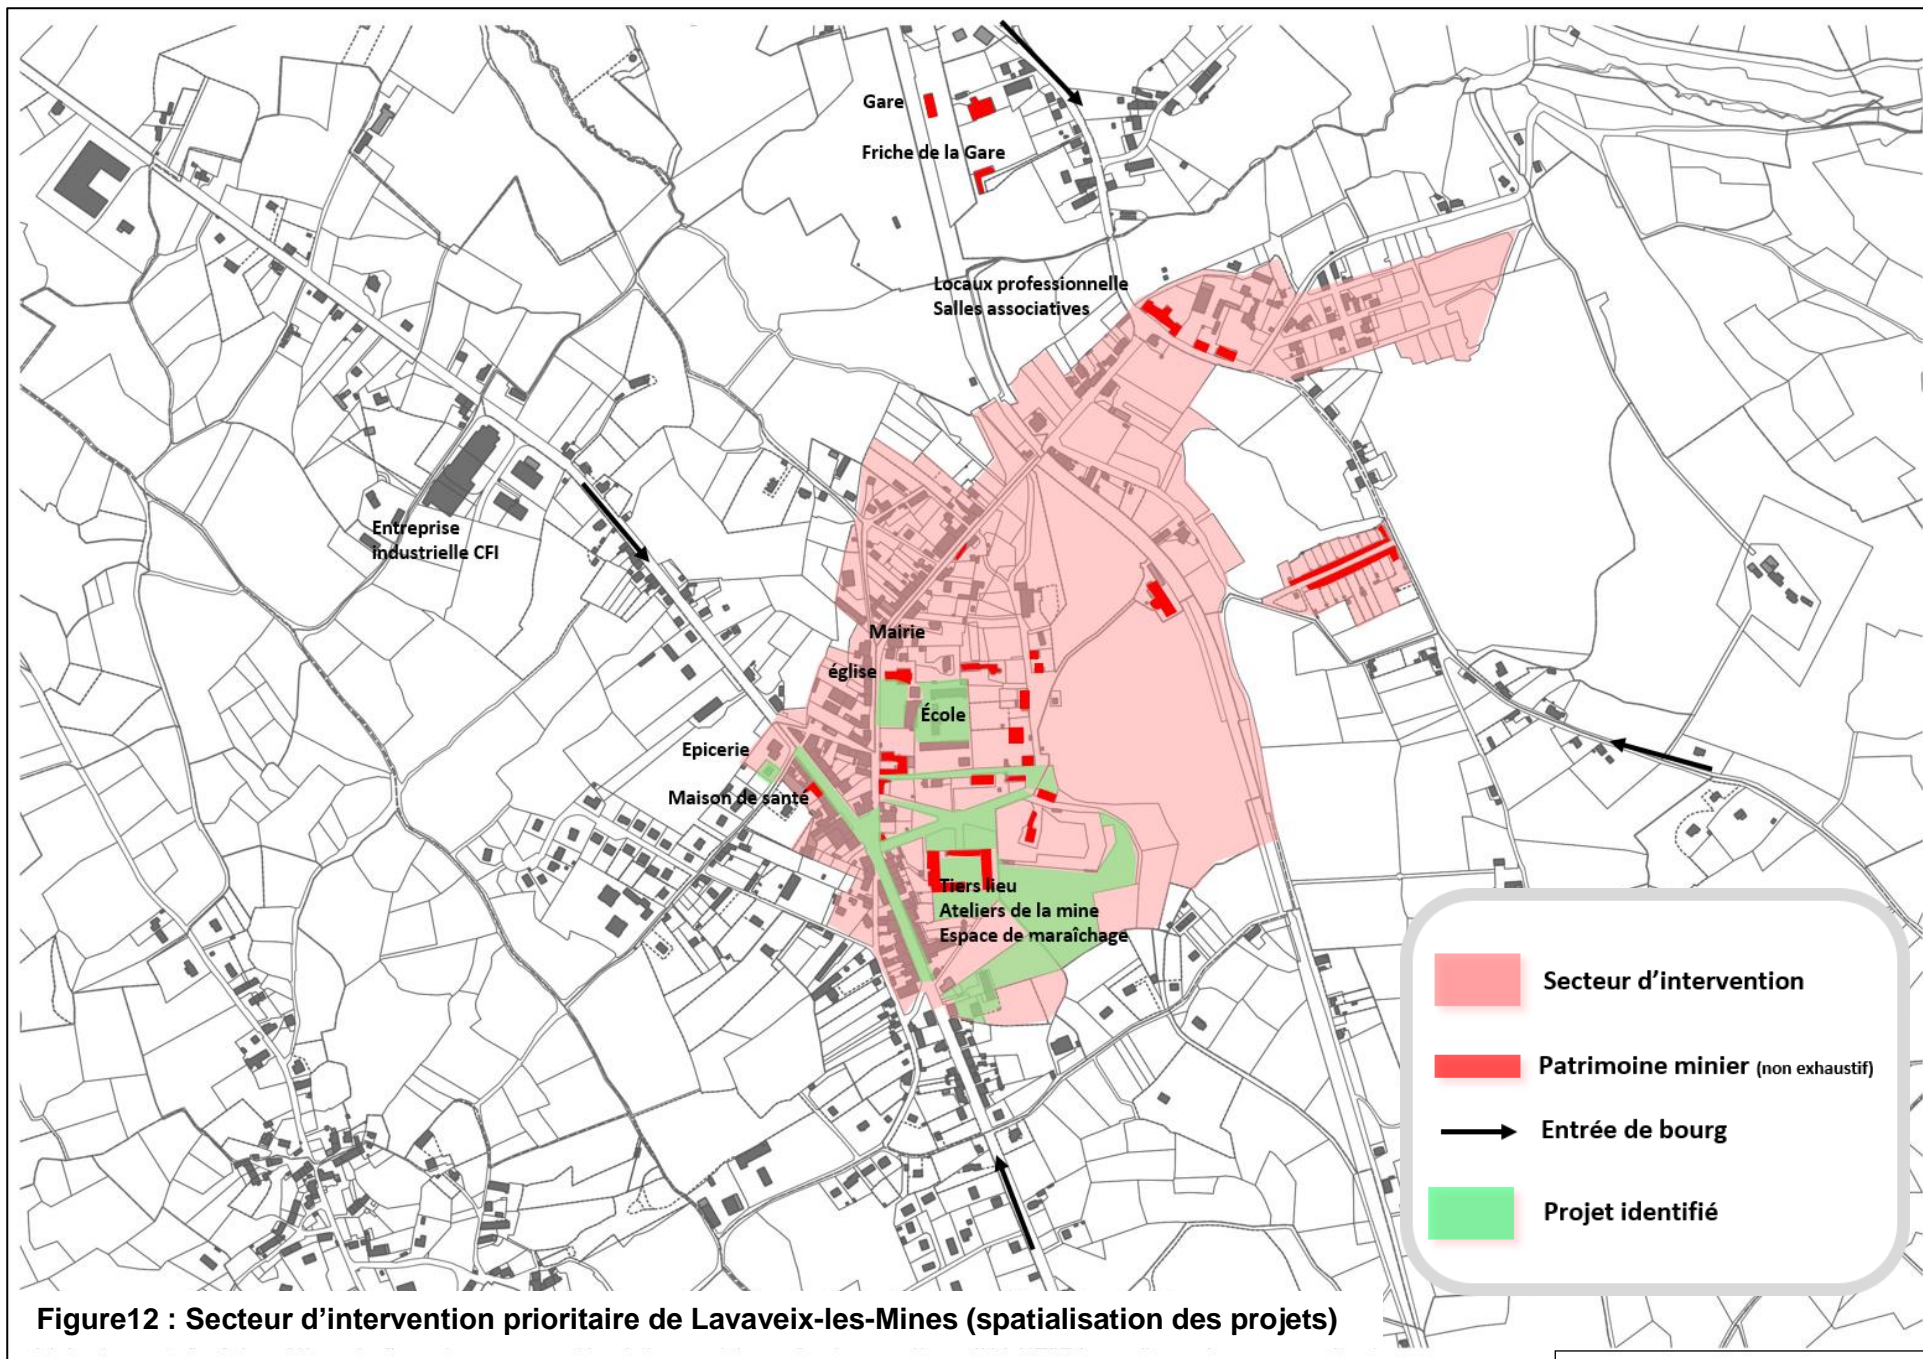 Gare
Friche de la Gare
Locaux professionnelle
Salles associatives
Entreprise
industrielle CFI
Mairie
église
École
Epicerie
Maison de santé
Tiers lieu
Ateliers de la mine
Espace de maraîchage
Secteur d'intervention
Patrimoine minier (non exhaustif)
Entrée de bourg
Projet identifié
Figure12 : Secteur d'intervention prioritaire de Lavaveix-les-Mines (spatialisation des projets)